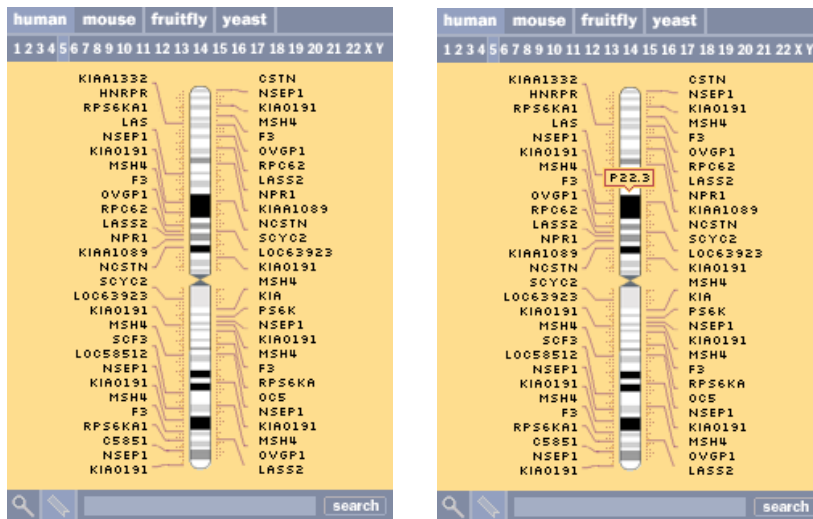 human mouse fruitfly yeast
1 2 3 4 5 6 7 8 9 10 11 12 13 14 15 16 17 18 19 20 21 22 X Y
KIAA1332 CSTN
HNRPR NSEP1
RPS6KA1 KIA0191
LAS MSH4
NSEP1 F3
KIA0191 OVGP1
MSH4 RPC62
F3 LASS2
OVGP1 NPR1
RPC62 KIAA1089
LASS2 NCSTN
NPR1 SCYC2
KIAA1089 LOC63923
NCSTN KIA0191
SCYC2 MSH4
LOC63923 KIA
KIA0191 PS6K
MSH4 NSEP1
SCF3 KIA0191
LOC58512 MSH4
NSEP1 F3
KIA0191 RPS6KA
MSH4 OC5
F3 NSEP1
RPS6KA1 KIA0191
C5851 MSH4
NSEP1 OVGP1
KIA0191 LASS2
search
human mouse fruitfly yeast
1 2 3 4 5 6 7 8 9 10 11 12 13 14 15 16 17 18 19 20 21 22 X Y
KIAA1332 CSTN
HNRPR NSEP1
RPS6KA1 KIA0191
LAS MSH4
NSEP1 F3
KIA0191 OVGP1
MSH4 RPC62
F3 P22.3 LASS2
OVGP1 NPR1
RPC62 KIAA1089
LASS2 NCSTN
NPR1 SCYC2
KIAA1089 LOC63923
NCSTN KIA0191
SCYC2 MSH4
LOC63923 KIA
KIA0191 PS6K
MSH4 NSEP1
SCF3 KIA0191
LOC58512 MSH4
NSEP1 F3
KIA0191 RPS6KA
MSH4 OC5
F3 NSEP1
RPS6KA1 KIA0191
C5851 MSH4
NSEP1 OVGP1
KIA0191 LASS2
search